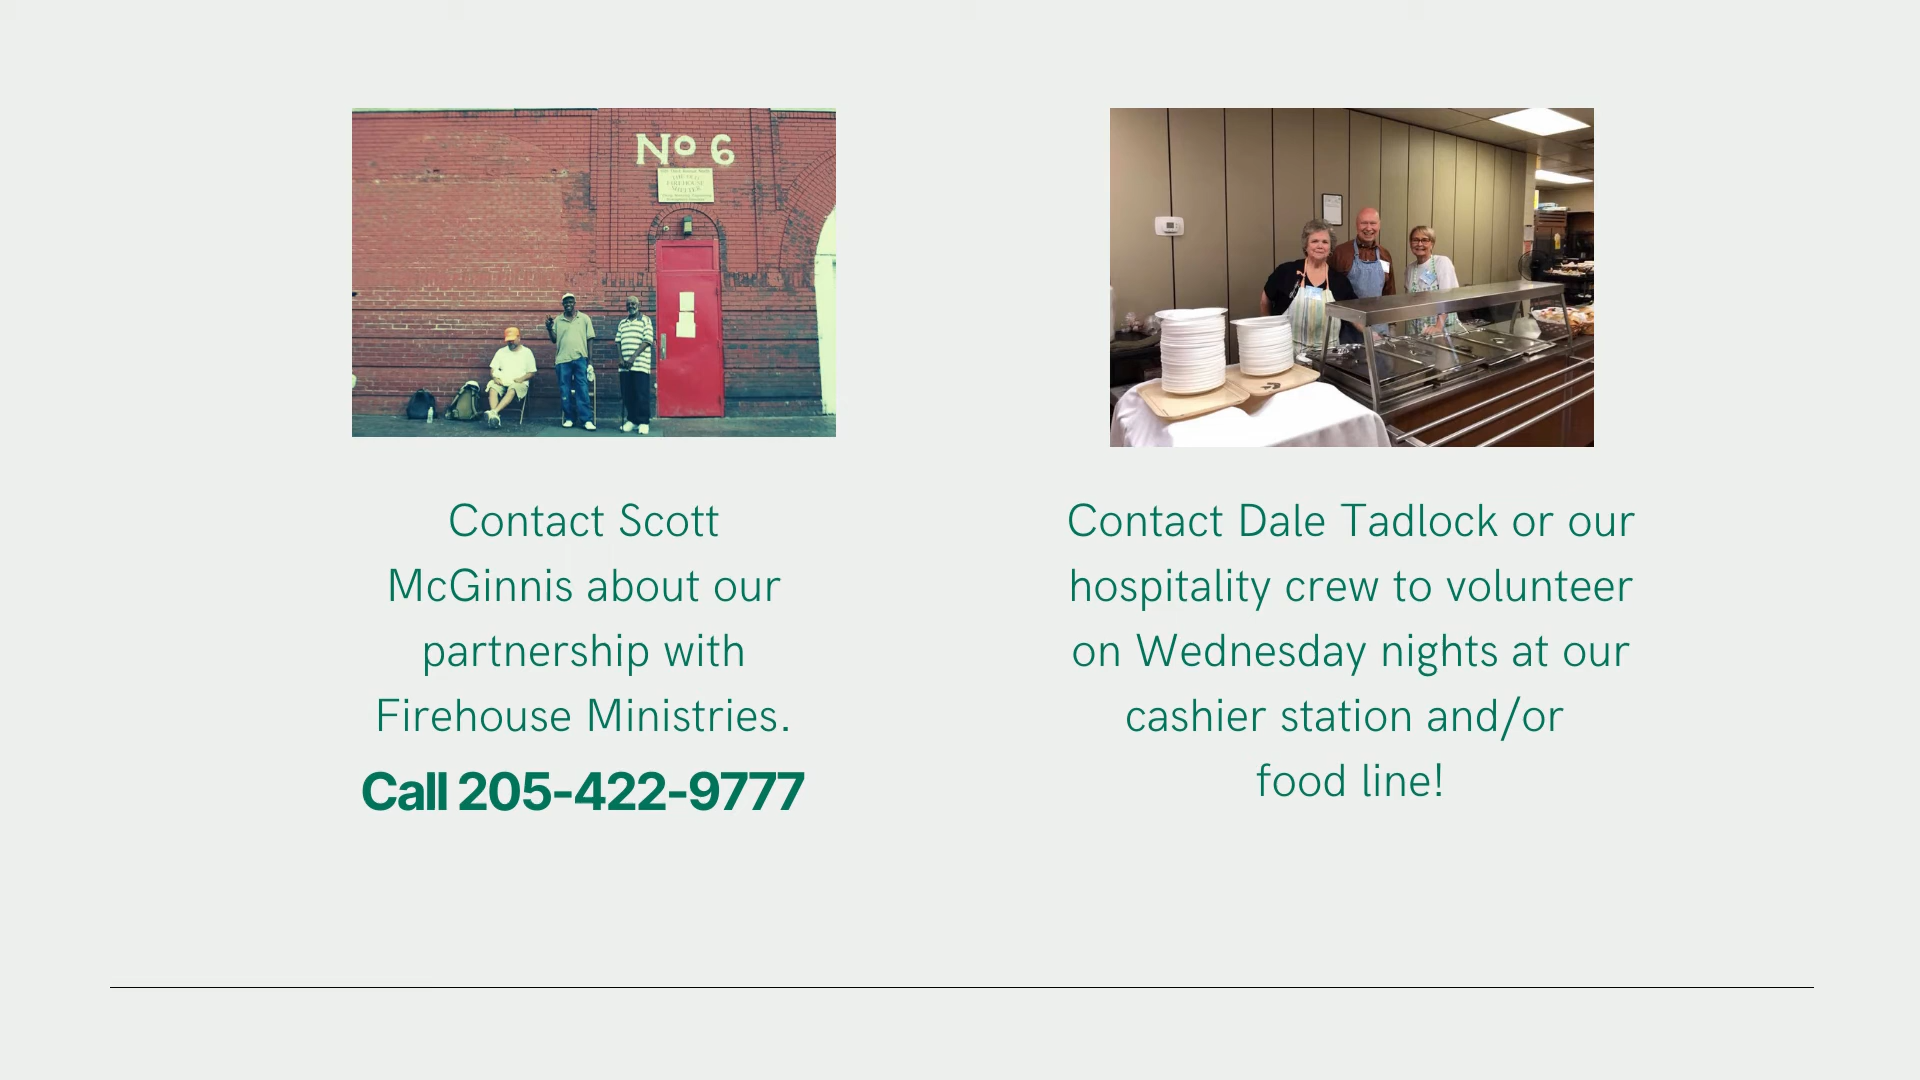 No 6
Contact Scott
McGinnis about our
partnership with
Firehouse Ministries.
Call 205-422-9777
Contact Dale Tadlock or our
hospitality crew to volunteer
on Wednesday nights at our
cashier station and/or
food line!